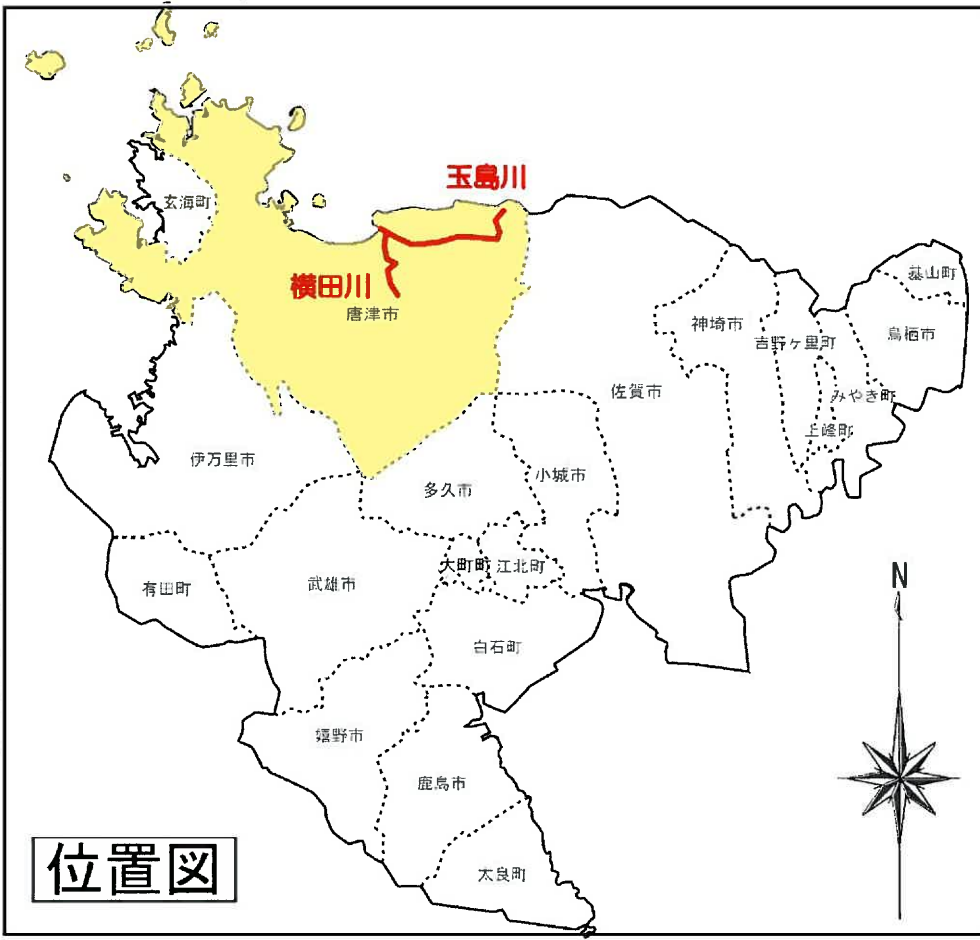 玉島川
玄海町
横田川
唐津市
基山町
神埼市
吉野ヶ里町
鳥栖市
佐賀市
みやき町
上峰町
伊万里市
多久市
小城市
大町町
江北町
有田町
武雄市
N
白石町
嬉野市
鹿島市
太良町
位置図